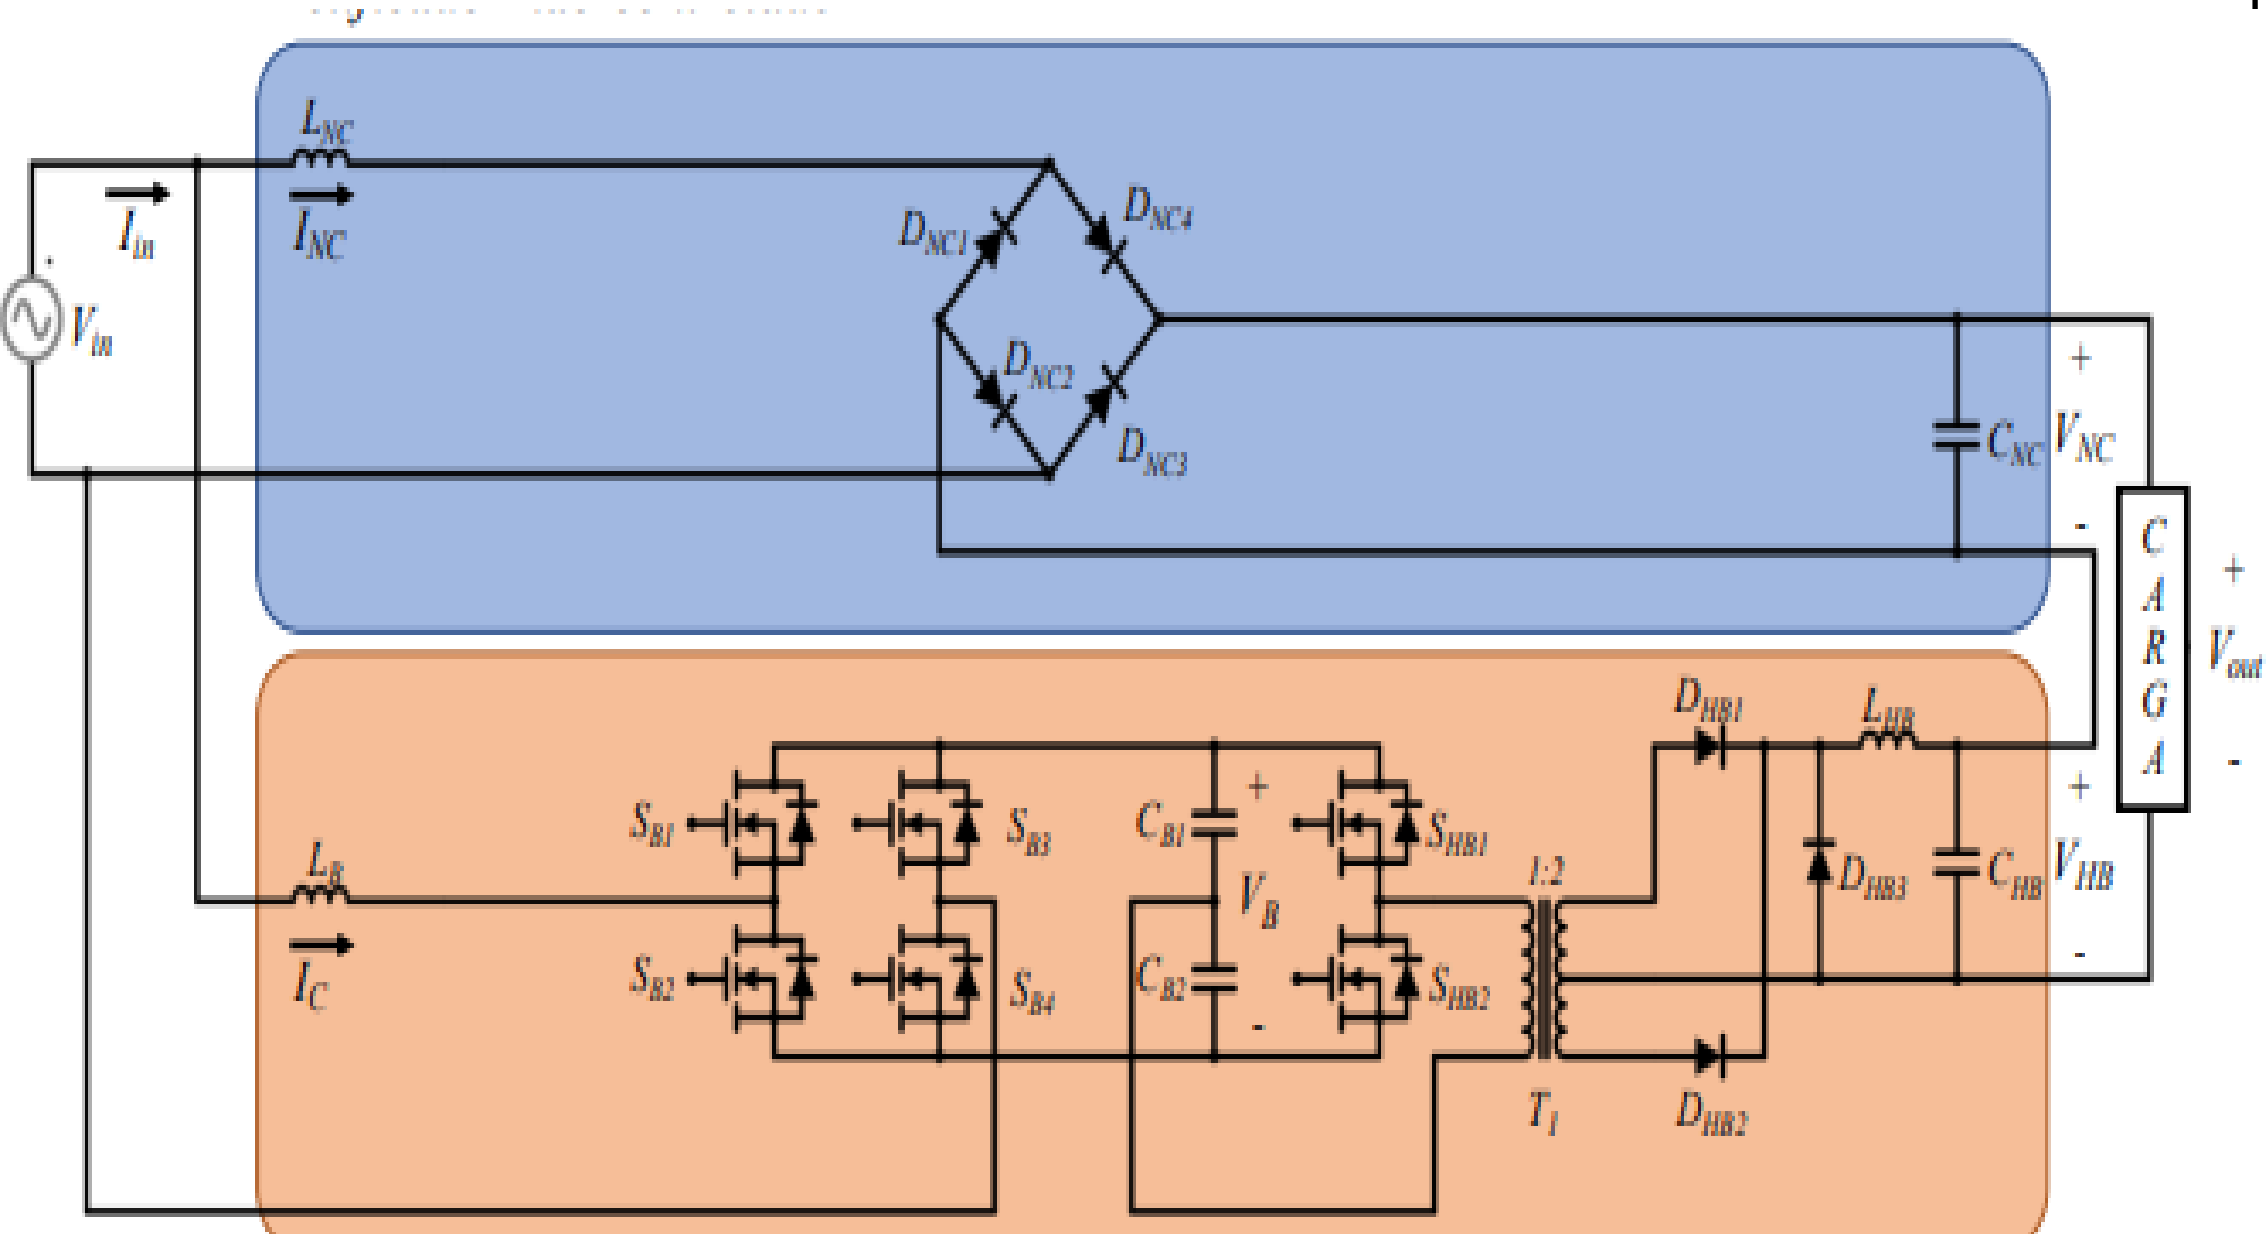 L_NC
I_in
I_NC
V_in
D_NC1
D_NC4
D_NC2
D_NC3
C_NC
+
V_NC
-
C
A
R
G
A
+
V_out
-
L_B
I_C
S_B1
S_B3
S_B2
S_B4
C_B1
+
V_B
C_B2
-
S_HB1
S_HB2
1:2
T_1
D_HB1
D_HB2
L_HB
D_HB3
C_HB
+
V_HB
-